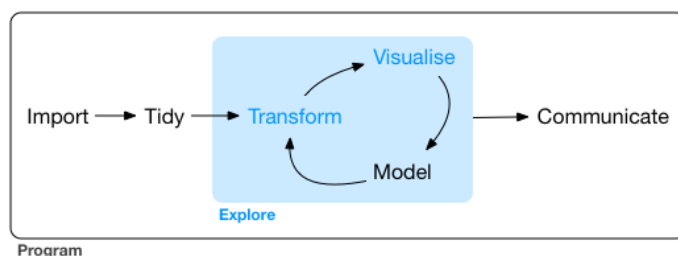 Visualise
Import
Tidy
Transform
Communicate
Model
Explore
Program